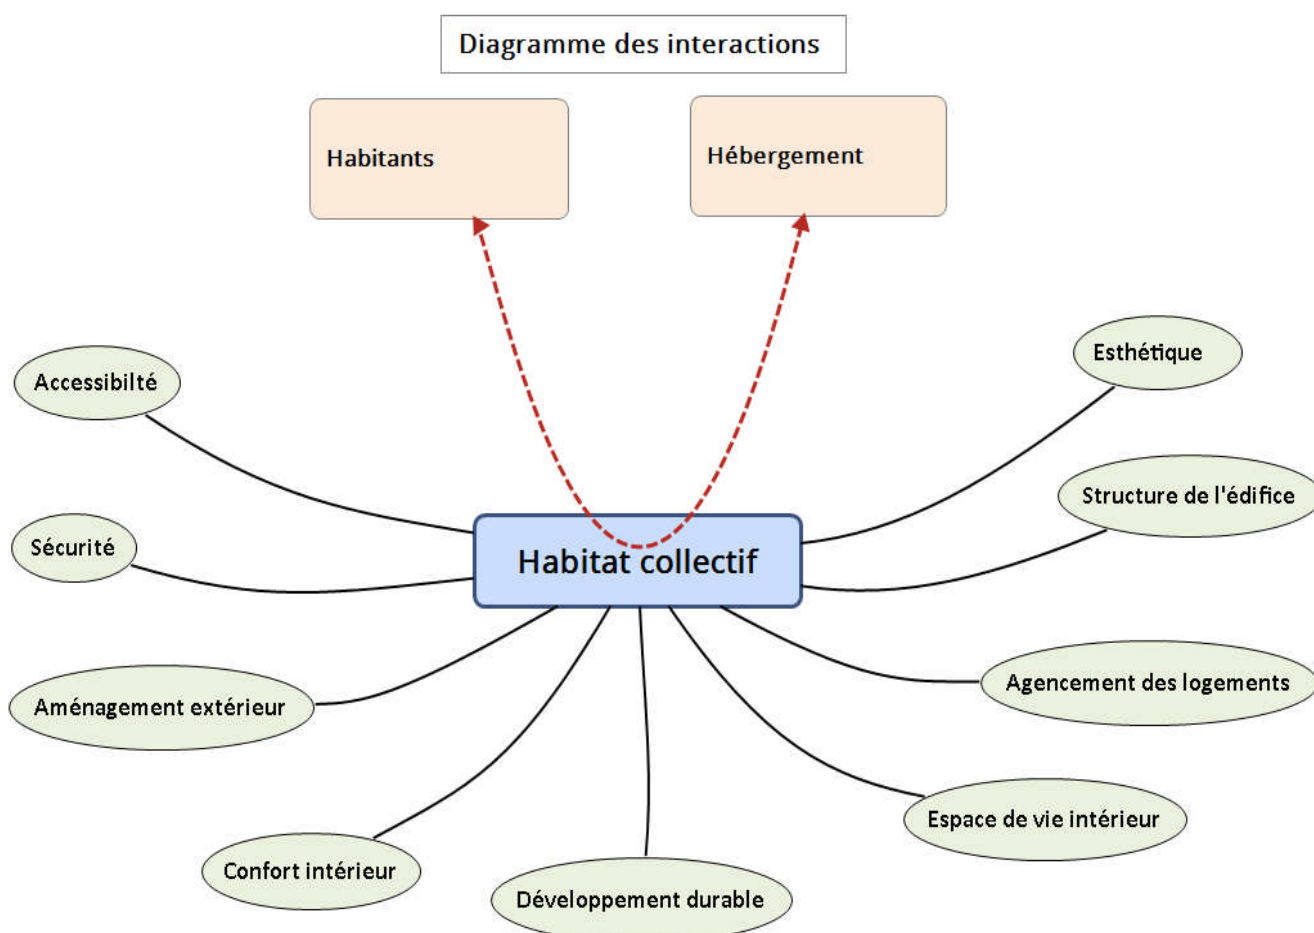 Diagramme des interactions
Habitants
Hébergement
Esthétique
Accessibilté
Structure de l'édifice
Sécurité
Habitat collectif
Agencement des logements
Aménagement extérieur
Espace de vie intérieur
Confort intérieur
Développement durable